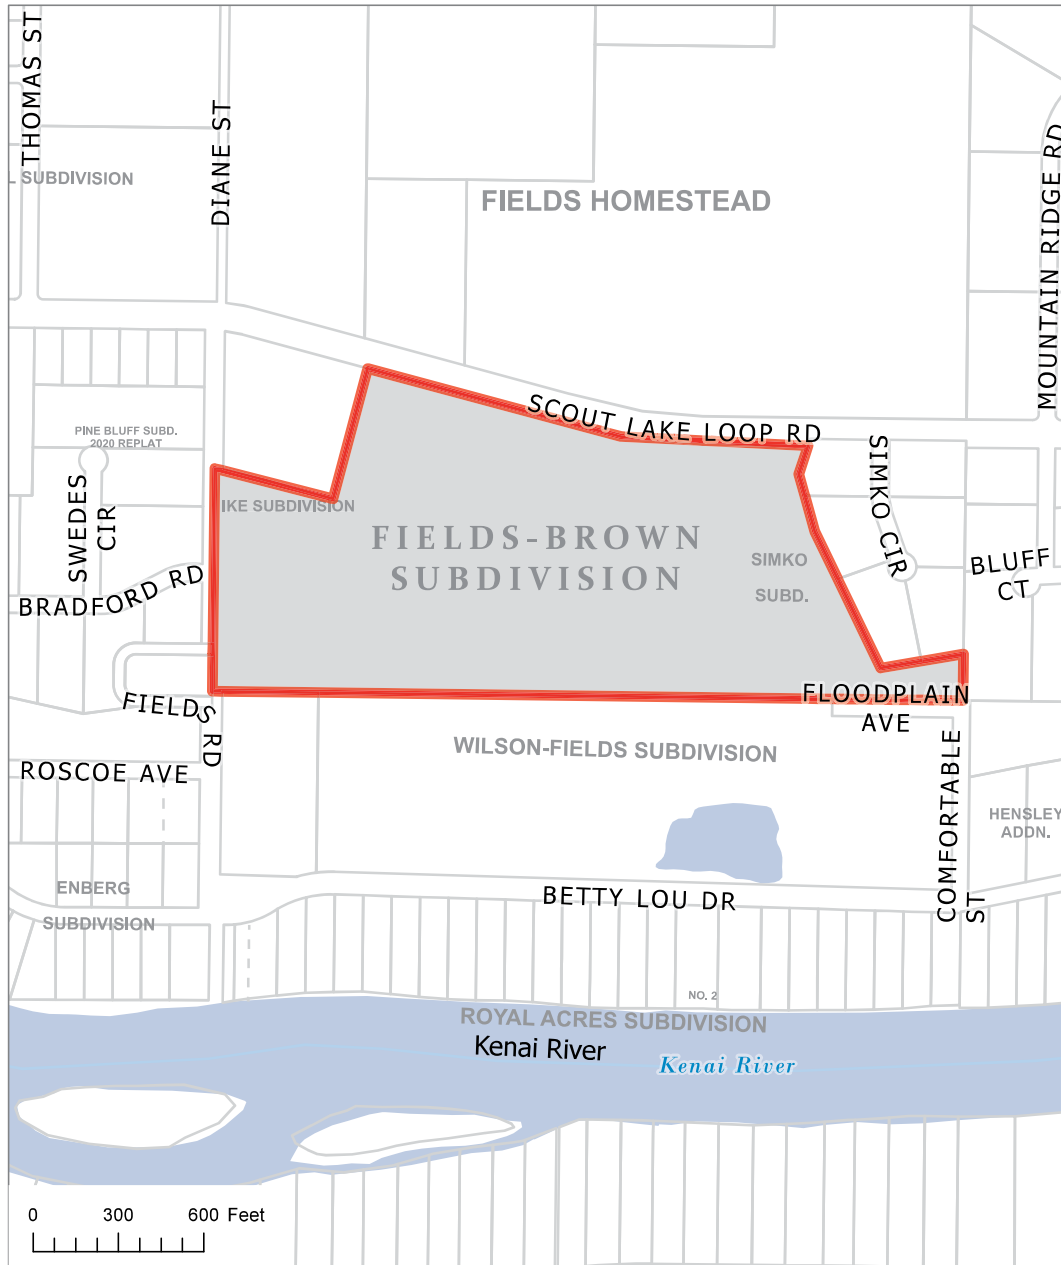 THOMAS ST
DIANE ST
SUBDIVISION
FIELDS HOMESTEAD
MOUNTAIN RIDGE RD
SCOUT LAKE LOOP RD
PINE BLUFF SUBD.
2020 REPLAT
SWEDES
CIR
SIMKO CIR
IKE SUBDIVISION
FIELDS-BROWN
SUBDIVISION
SIMKO
SUBD.
BLUFF
CT
BRADFORD RD
FIELDS RD
FLOODPLAIN
AVE
WILSON-FIELDS SUBDIVISION
ROSCOE AVE
COMFORTABLE
ST
HENSLEY
ADDN.
ENBERG
SUBDIVISION
BETTY LOU DR
NO. 2
ROYAL ACRES SUBDIVISION
Kenai River
Kenai River
0 300 600 Feet